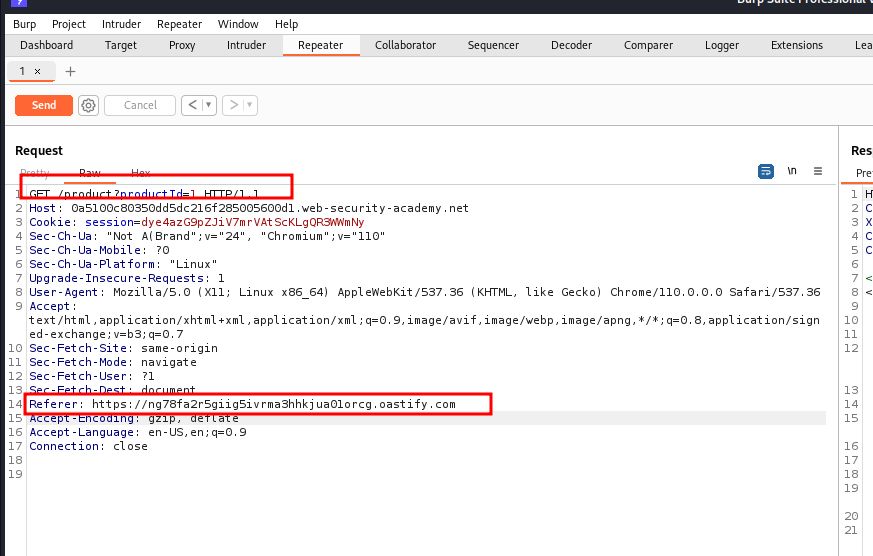 Burp Suite Professional
Burp Project Intruder Repeater Window Help
Dashboard Target Proxy Intruder Repeater Collaborator Sequencer Decoder Comparer Logger Extensions Lea
1 × +
Send Cancel < ▾ > ▾
Request Res
Pretty Raw Hex \n Pre
1 GET /product?productId=1 HTTP/1.1
2 Host: 0a5100c80350dd5dc216f285005600d1.web-security-academy.net
3 Cookie: session=dye4azG9pZJiV7mrVAtScKLgQR3WWmNy
4 Sec-Ch-Ua: "Not A(Brand";v="24", "Chromium";v="110"
5 Sec-Ch-Ua-Mobile: ?0
6 Sec-Ch-Ua-Platform: "Linux"
7 Upgrade-Insecure-Requests: 1
8 User-Agent: Mozilla/5.0 (X11; Linux x86_64) AppleWebKit/537.36 (KHTML, like Gecko) Chrome/110.0.0.0 Safari/537.36
9 Accept:
text/html,application/xhtml+xml,application/xml;q=0.9,image/avif,image/webp,image/apng,*/*;q=0.8,application/sign
ed-exchange;v=b3;q=0.7
10 Sec-Fetch-Site: same-origin
11 Sec-Fetch-Mode: navigate
12 Sec-Fetch-User: ?1
13 Sec-Fetch-Dest: document
14 Referer: https://ng78fa2r5giig5ivrma3hhkjua01orcg.oastify.com
15 Accept-Encoding: gzip, deflate
16 Accept-Language: en-US,en;q=0.9
17 Connection: close
18
19
1 H
2 C
3 X
4 C
5 C
6
7 <
8 <
9
10
11
12
13
14
15
16
17
18
19
20
21